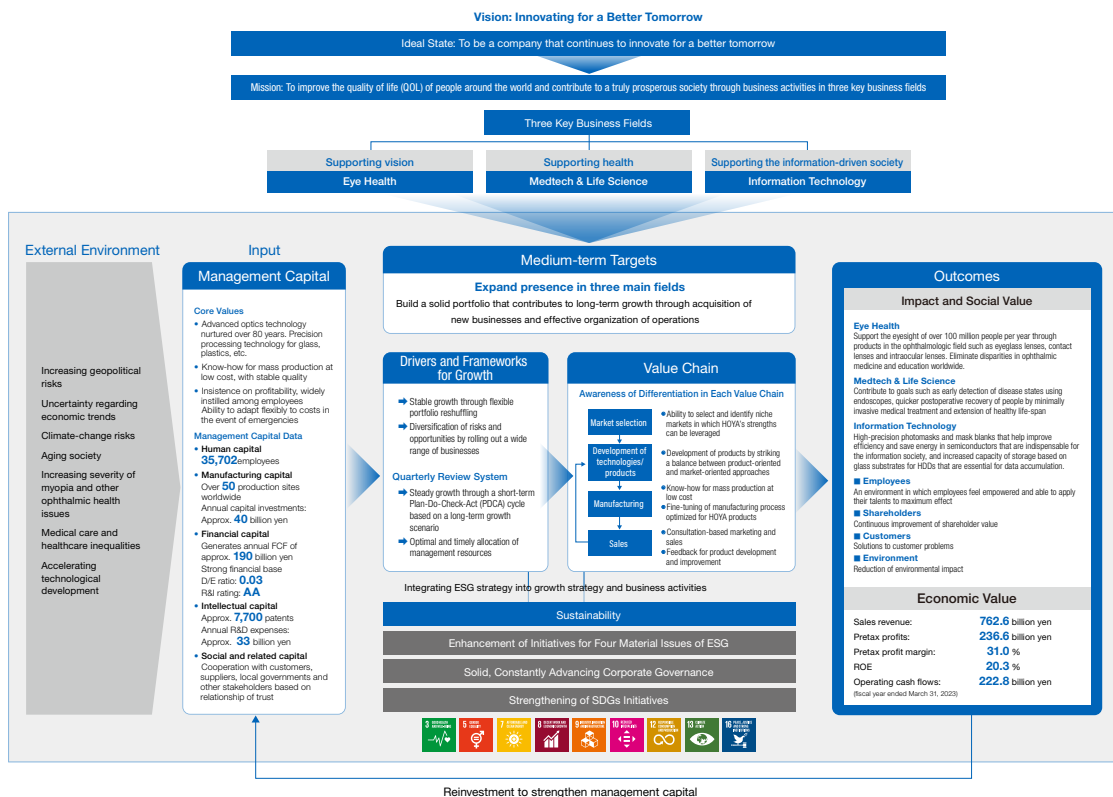 Vision: Innovating for a Better Tomorrow
Ideal State: To be a company that continues to innovate for a better tomorrow
Mission: To improve the quality of life (QOL) of people around the world and contribute to a truly prosperous society through business activities in three key business fields
Three Key Business Fields
Supporting vision
Eye Health
Supporting health
Medtech & Life Science
Supporting the information-driven society
Information Technology
External Environment
Increasing geopolitical
risks
Uncertainty regarding
economic trends
Climate-change risks
Aging society
Increasing severity of
myopia and other
ophthalmic health
issues
Medical care and
healthcare inequalities
Accelerating
technological
development
Input
Management Capital
Core Values
• Advanced optics technology
nurtured over 80 years. Precision
processing technology for glass,
plastics, etc.
• Know-how for mass production at
low cost, with stable quality
• Insistence on profitability, widely
instilled among employees
Ability to adapt flexibly to costs in
the event of emergencies
Management Capital Data
• Human capital
35,702employees
• Manufacturing capital
Over 50 production sites
worldwide
Annual capital investments:
Approx. 40 billion yen
• Financial capital
Generates annual FCF of
approx. 190 billion yen
Strong financial base
D/E ratio: 0.03
R&I rating: AA
• Intellectual capital
Approx. 7,700 patents
Annual R&D expenses:
Approx. 33 billion yen
• Social and related capital
Cooperation with customers,
suppliers, local governments and
other stakeholders based on
relationship of trust
Medium-term Targets
Expand presence in three main fields
Build a solid portfolio that contributes to long-term growth through acquisition of
new businesses and effective organization of operations
Drivers and Frameworks
for Growth
➡ Stable growth through flexible
portfolio reshuffling
➡ Diversification of risks and
opportunities by rolling out a wide
range of business
Quarterly Review System
➡ Steady growth through a short-term
Plan-Do-Check-Act (PDCA) cycle
based on a long-term growth
scenario
➡ Optimal and timely allocation of
management resources
Value Chain
Awareness of Differentiation in Each Value Chain
Market selection
●Ability to select and identify niche
markets in which HOYA's strengths
can be leveraged
Development of
technologies/
products
●Development of products by striking
a balance between product-oriented
and market-oriented approaches
Manufacturing
●Know-how for mass production at
low cost
●Fine-tuning of manufacturing process
optimized for HOYA products
Sales
●Consultation-based marketing and
sales
●Feedback for product development
and improvement
Integrating ESG strategy into growth strategy and business activities
Sustainability
Enhancement of Initiatives for Four Material Issues of ESG
Solid, Constantly Advancing Corporate Governance
Strengthening of SDGs Initiatives
3
5
7
8
9
10
12
13
16
Outcomes
Impact and Social Value
Eye Health
Support the eyesight of over 100 million people per year through
products in the ophthalmologic field such as eyeglass lenses, contact
lenses and intraocular lenses. Eliminate disparities in ophthalmic
medicine and education worldwide.
Medtech & Life Science
Contribute to goals such as early detection of disease states using
endoscopes, quicker postoperative recovery of people by minimally
invasive medical treatment and extension of healthy life-span
Information Technology
High-precision photomasks and mask blanks that help improve
efficiency and save energy in semiconductors that are indispensable for
the information society, and increased capacity of storage based on
glass substrates for HDDs that are essential for data accumulation.
■ Employees
An environment in which employees feel empowered and able to apply
their talents to maximum effect
■ Shareholders
Continuous improvement of shareholder value
■ Customers
Solutions to customer problems
■ Environment
Reduction of environmental impact
Economic Value
Sales revenue: 762.6 billion yen
Pretax profits: 236.6 billion yen
Pretax profit margin: 31.0 %
ROE 20.3 %
Operating cash flows: 222.8 billion yen
(fiscal year ended March 31, 2023)
Reinvestment to strengthen management capital